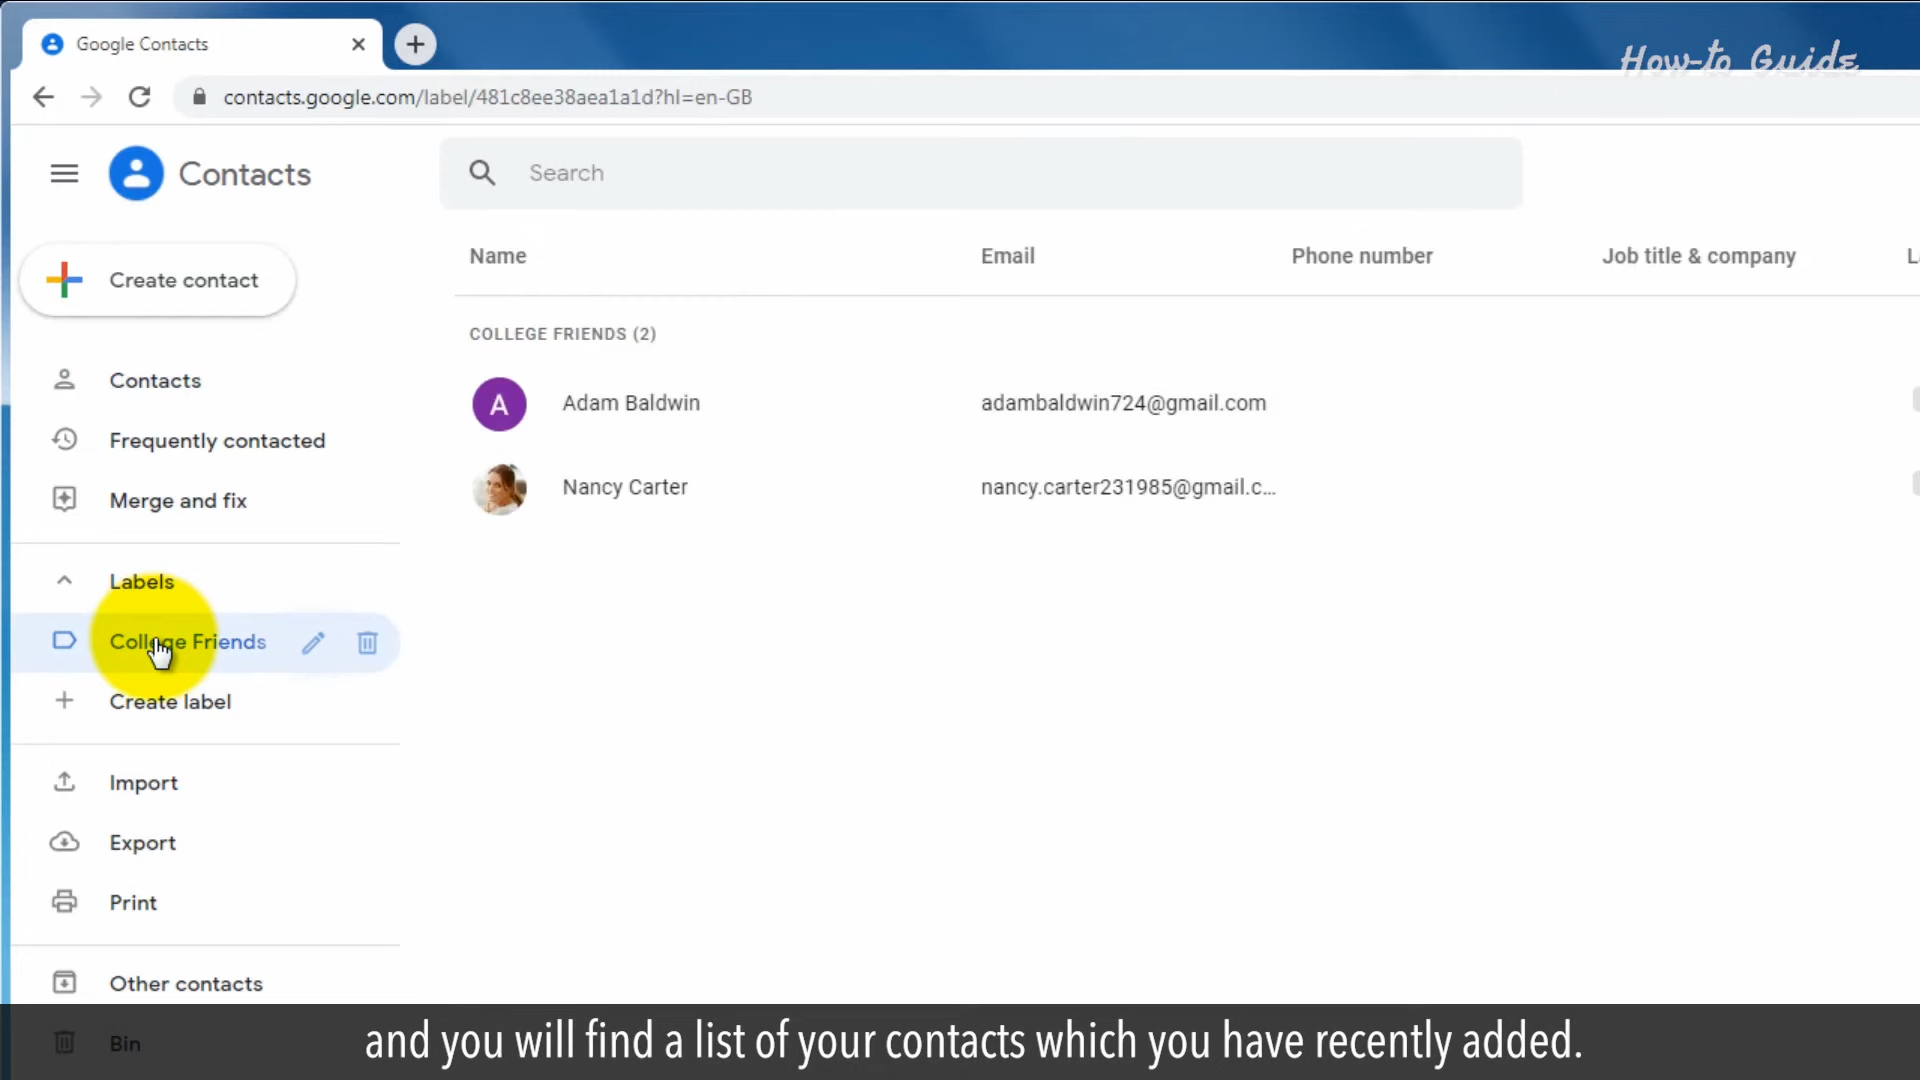 Google Contacts
How-to Guide
contacts.google.com/label/481c8ee38aea1a1d?hl=en-GB
Contacts
Search
Create contact
Name Email Phone number Job title & company
COLLEGE FRIENDS (2)
A Adam Baldwin adambaldwin724@gmail.com
Nancy Carter nancy.carter231985@gmail.c...
Contacts
Frequently contacted
Merge and fix
Labels
College Friends
Create label
Import
Export
Print
Other contacts
Bin
and you will find a list of your contacts which you have recently added.